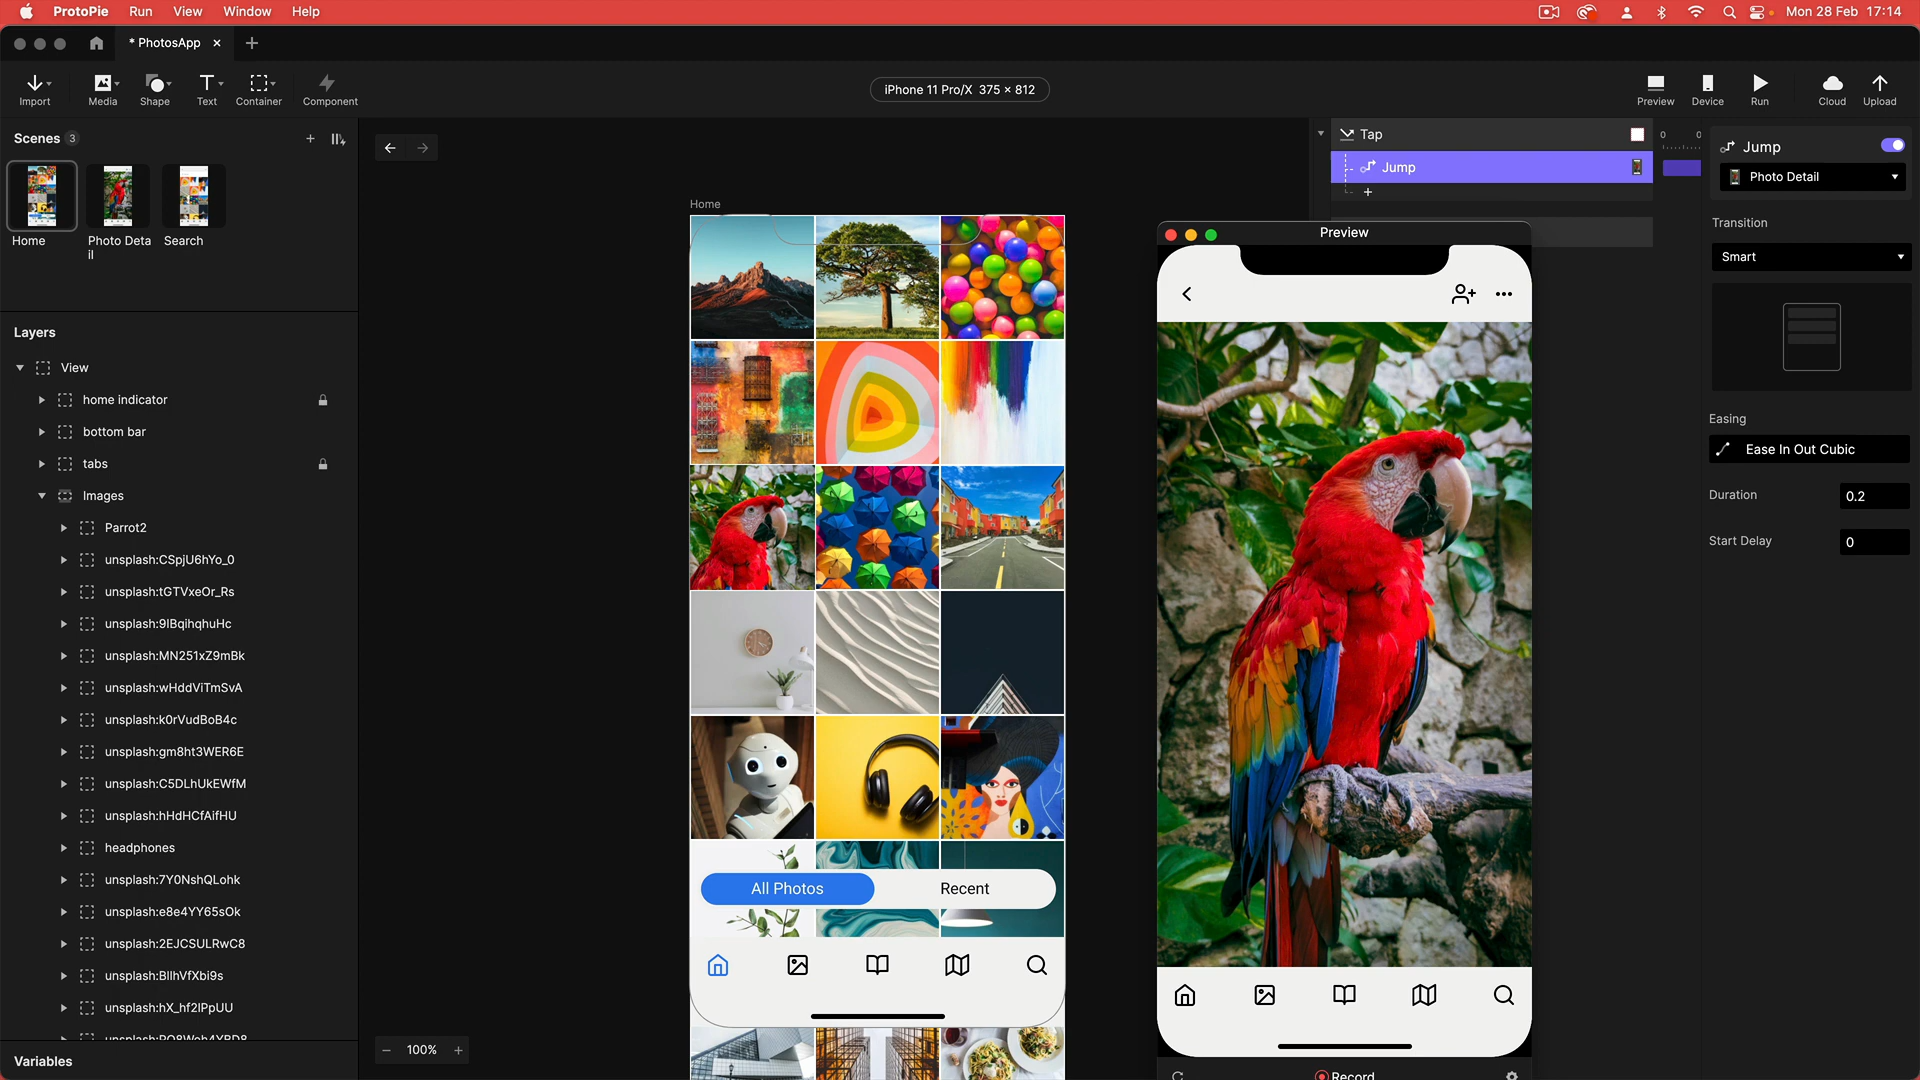 ProtoPie Run View Window Help
Mon 28 Feb 17:14
* PhotosApp
Import
Media
Shape
Text
Container
Component
iPhone 11 Pro/X 375 × 812
Preview
Device
Run
Cloud
Upload
Scenes 3
Home
Photo Detail
Search
Layers
View
home indicator
bottom bar
tabs
Images
Parrot2
unsplash:CSpjU6hYo_0
unsplash:tGTVxeOr_Rs
unsplash:9IBqihqhuHc
unsplash:MN251xZ9mBk
unsplash:wHddViTmSvA
unsplash:k0rVudBoB4c
unsplash:gm8ht3WER6E
unsplash:C5DLhUkEWfM
unsplash:hHdHCfAifHU
headphones
unsplash:7Y0NshQLohk
unsplash:e8e4YY65sOk
unsplash:2EJCSULRwC8
unsplash:BIlhVfXbi9s
unsplash:hX_hf2lPpUU
Variables
100%
Home
All Photos
Recent
Tap
Jump
0 0
Preview
Record
Jump
Photo Detail
Transition
Smart
Easing
Ease In Out Cubic
Duration
0.2
Start Delay
0